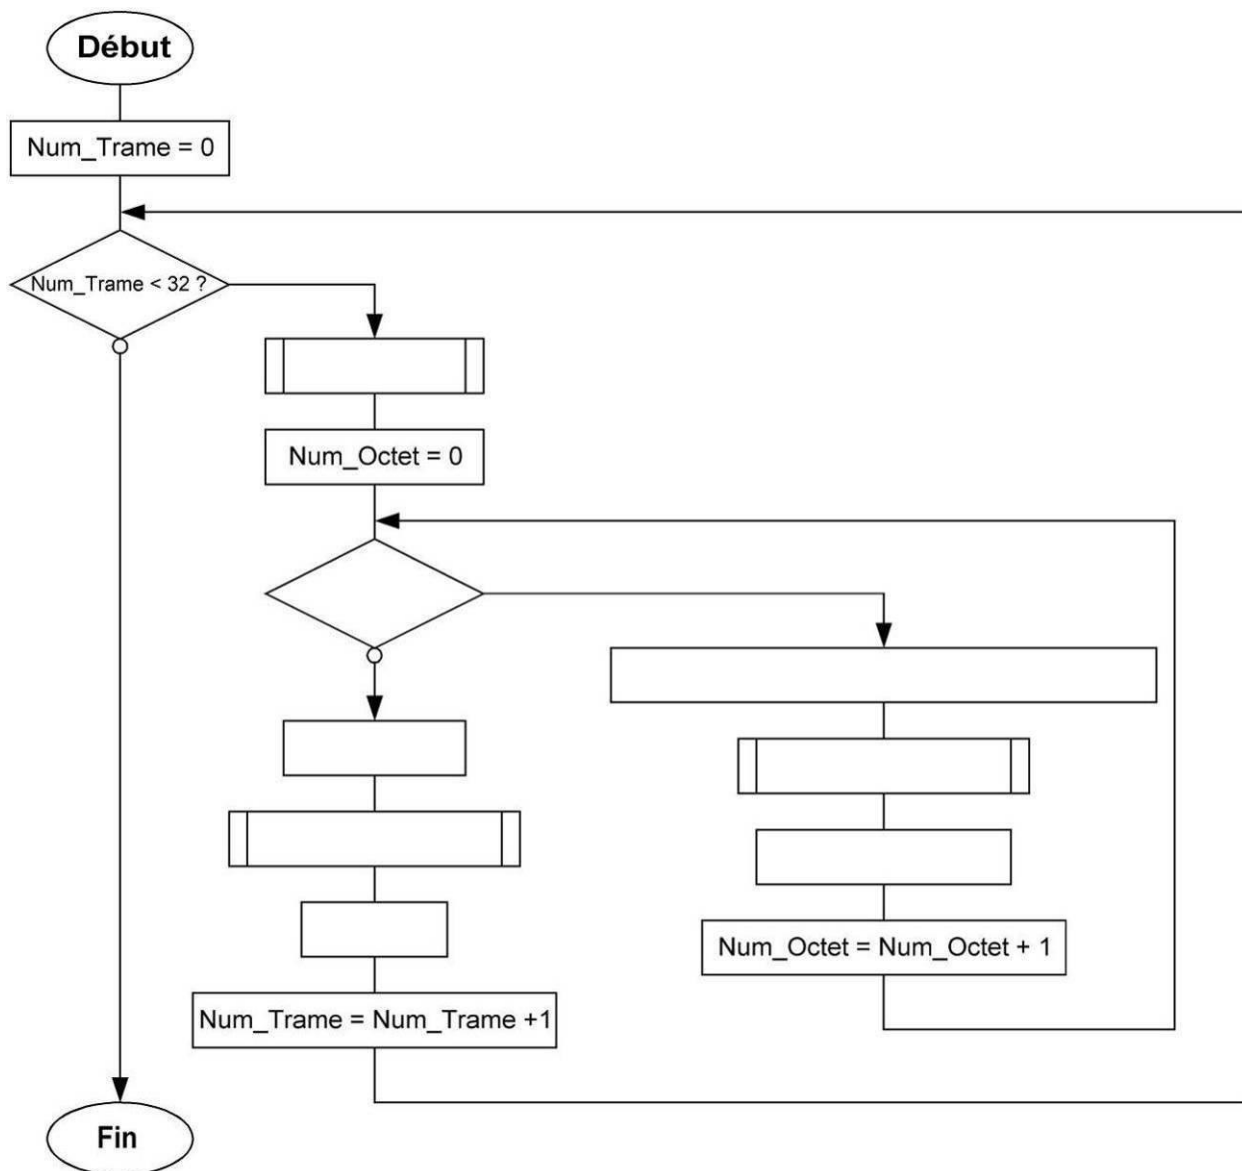 Début
Num_Trame = 0
Num_Trame < 32 ?
Num_Octet = 0
Num_Octet = Num_Octet + 1
Num_Trame = Num_Trame +1
Fin